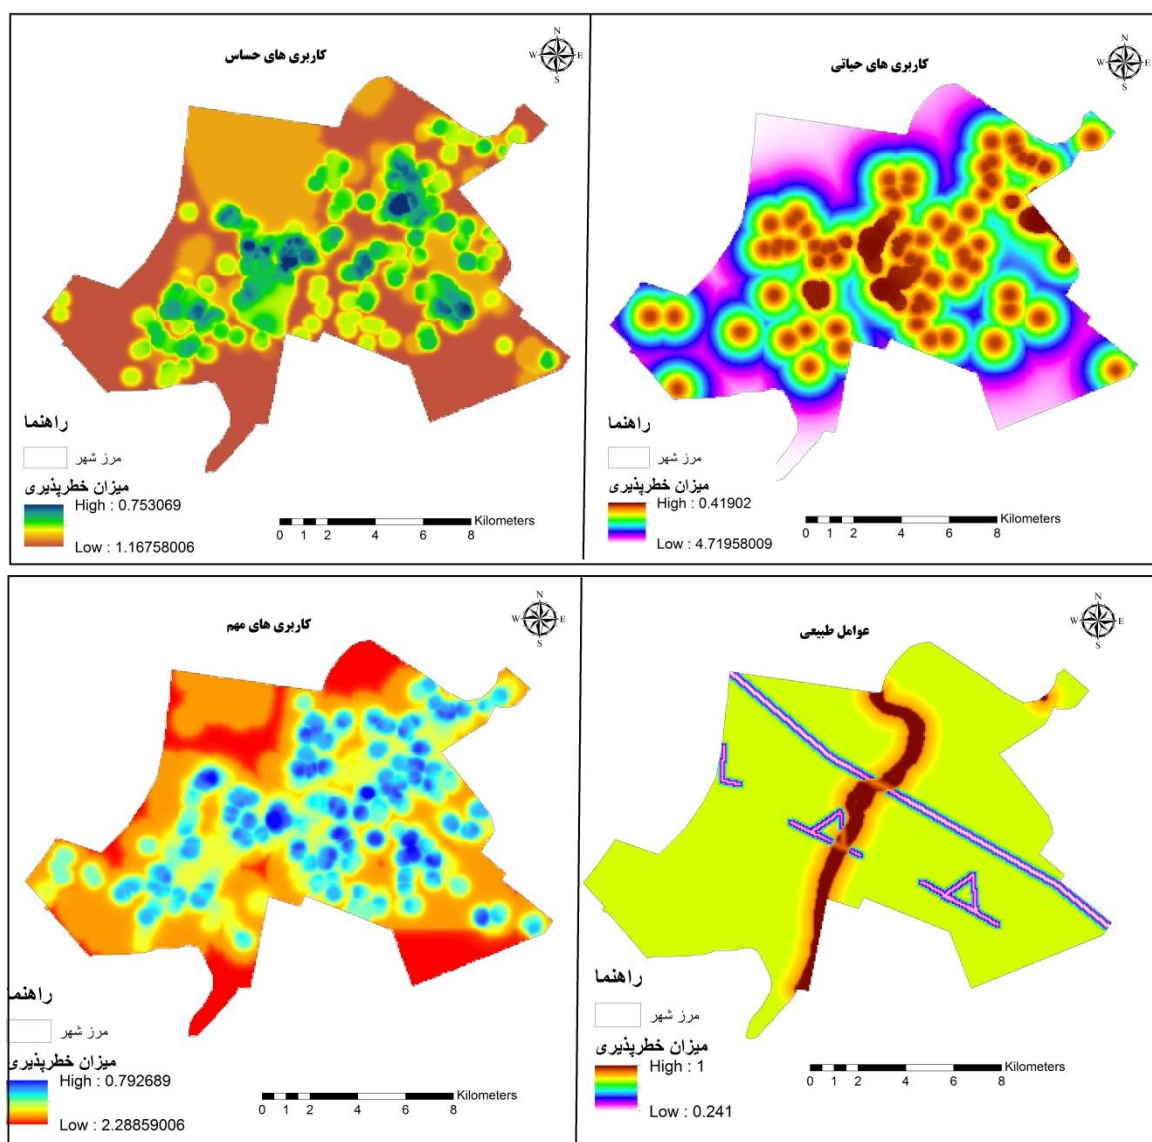 کاربری های حساس
N
W E
S
راهنما
مرز شهر
میزان خطرپذیری
High : 0.753069
Low : 1.16758006
Kilometers
0 1 2 4 6 8
کاربری های حیاتی
N
W E
S
راهنما
مرز شهر
میزان خطرپذیری
High : 0.41902
Low : 4.71958009
Kilometers
0 1 2 4 6 8
کاربری های مهم
N
W E
S
راهنما
مرز شهر
میزان خطرپذیری
High : 0.792689
Low : 2.28859006
Kilometers
0 1 2 4 6 8
عوامل طبیعی
N
W E
S
راهنما
مرز شهر
میزان خطرپذیری
High : 1
Low : 0.241
Kilometers
0 1 2 4 6 8